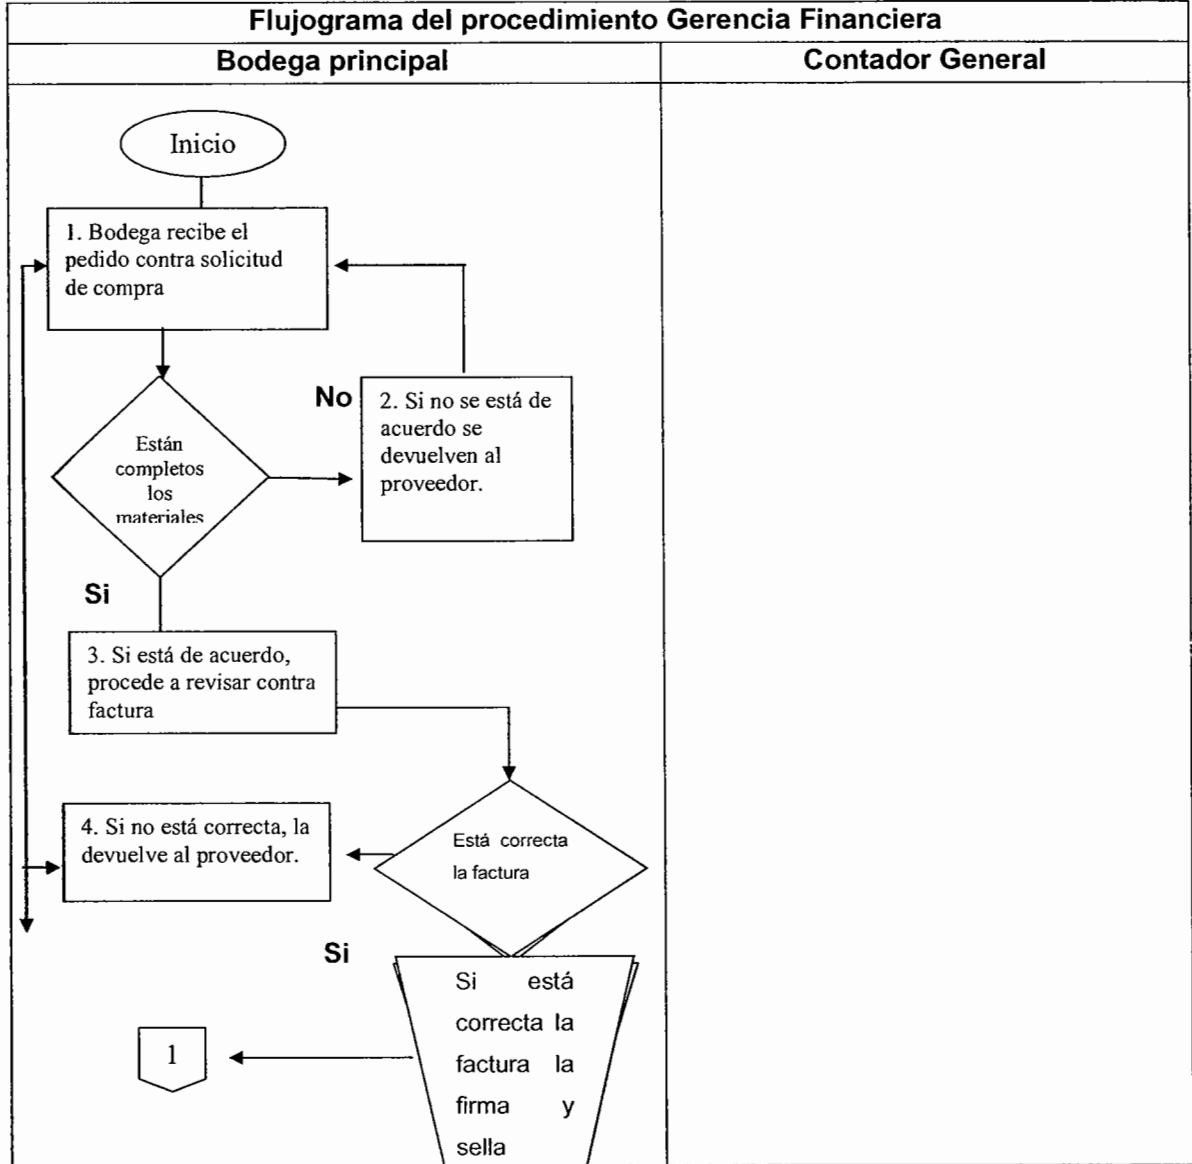 Flujograma del procedimiento Gerencia Financiera
Bodega principal
Contador General
Inicio
1. Bodega recibe el
pedido contra solicitud
de compra
No
2. Si no se está de
acuerdo se
devuelven al
proveedor.
Están
completos
los
materiales
Si
3. Si está de acuerdo,
procede a revisar contra
factura
4. Si no está correcta, la
devuelve al proveedor.
Está correcta
la factura
Si
Si está
correcta la
factura la
firma y
sella
1